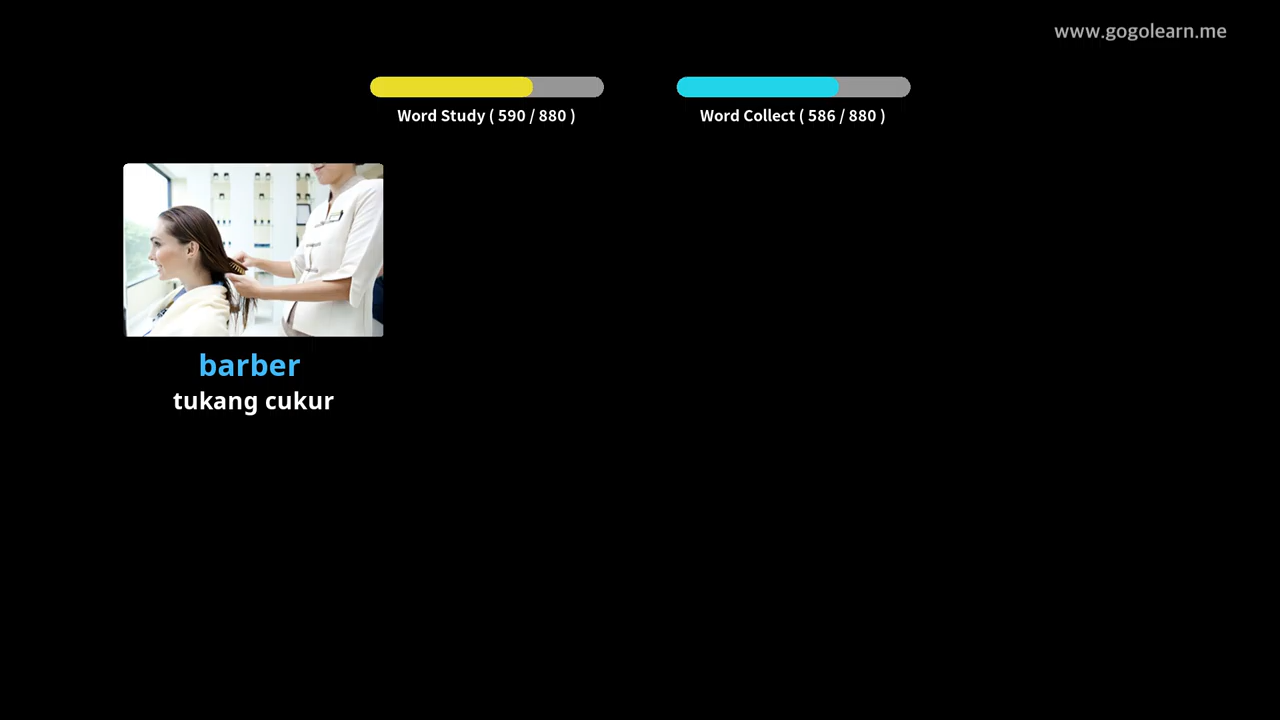 www.gogolearn.me
Word Study ( 590 / 880 )
Word Collect ( 586 / 880 )
barber
tukang cukur